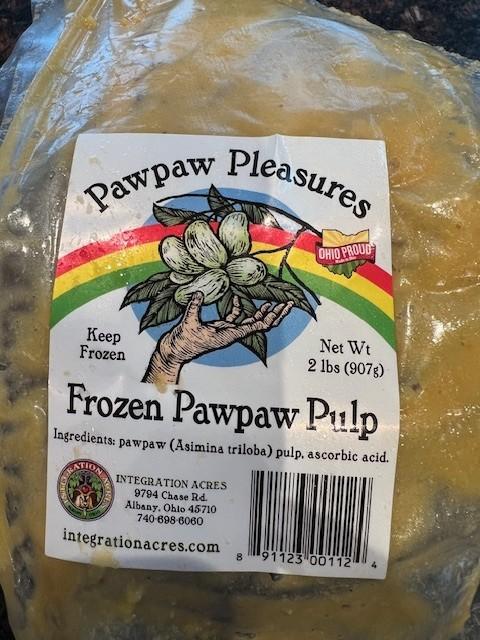 Pawpaw Pleasures
OHIO PROUD
Keep
Frozen
Net Wt
2 lbs (907g)
Frozen Pawpaw Pulp
Ingredients: pawpaw (Asimina triloba) pulp, ascorbic acid.
INTEGRATION ACRES
INTEGRATION ACRES
9794 Chase Rd.
Albany, Ohio 45710
740-698-6060
integrationacres.com
8 91123 00112 4